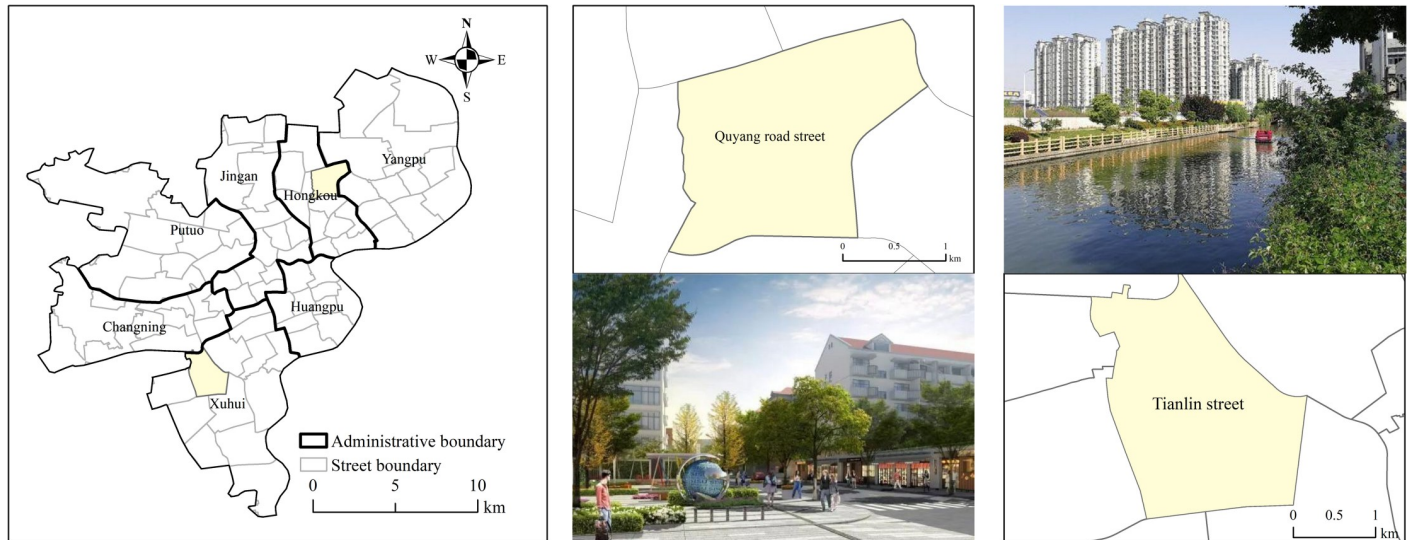 N
W E
S
Yangpu
Jingan
Hongkou
Putuo
Huangpu
Changning
Xuhui
Administrative boundary
Street boundary
0 5 10
km
Quyang road street
0 0.5 1
km
Tianlin street
0 0.5 1
km